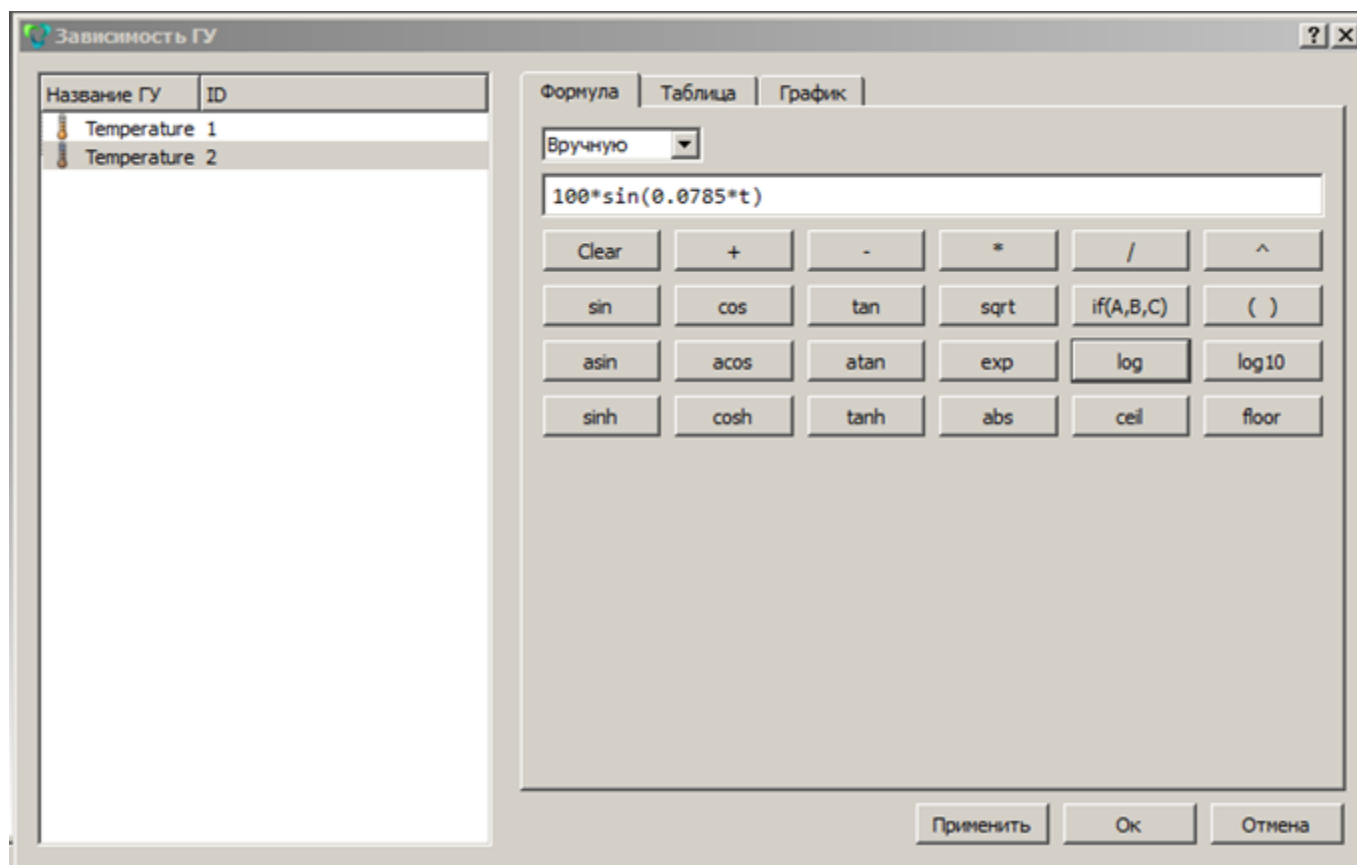 Зависимость ГУ
? ×
Название ГУ ID
Temperature 1
Temperature 2
Формула Таблица График
Вручную
100*sin(0.0785*t)
Clear + - * / ^
sin cos tan sqrt if(A,B,C) ( )
asin acos atan exp log log10
sinh cosh tanh abs ceil floor
Применить Ок Отмена